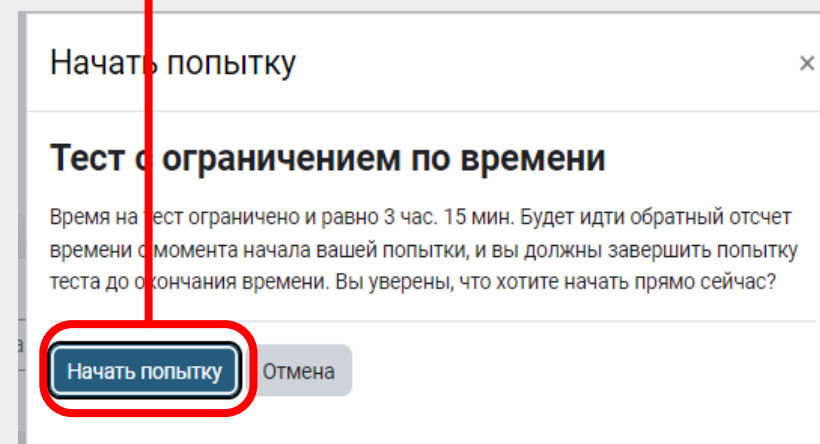 Начать попытку
×
Тест с ограничением по времени
Время на тест ограничено и равно 3 час. 15 мин. Будет идти обратный отсчет
времени с момента начала вашей попытки, и вы должны завершить попытку
теста до окончания времени. Вы уверены, что хотите начать прямо сейчас?
Начать попытку Отмена